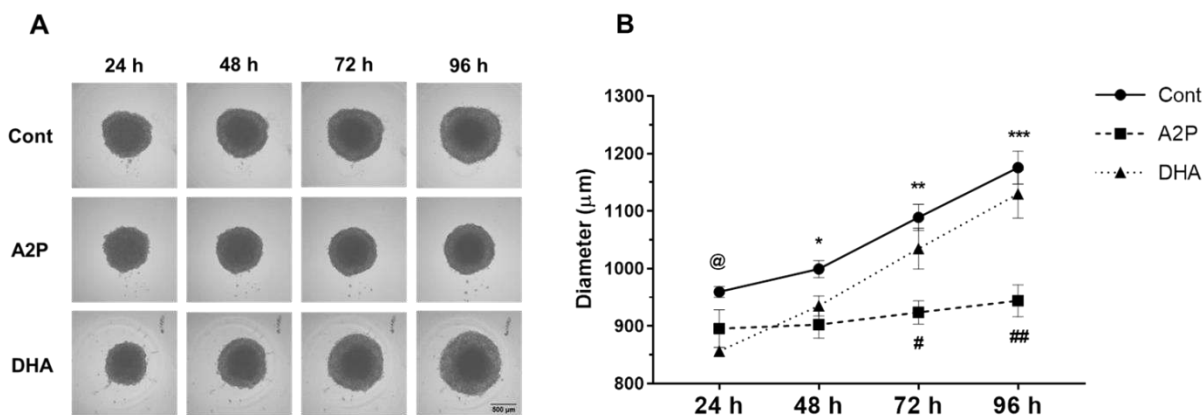 A
24 h 48 h 72 h 96 h
Cont
A2P
DHA
500 µm
B
Diameter (µm)
1300
1200
1100
1000
900
800
24 h 48 h 72 h 96 h
@
*
**
***
#
##
Cont
A2P
DHA